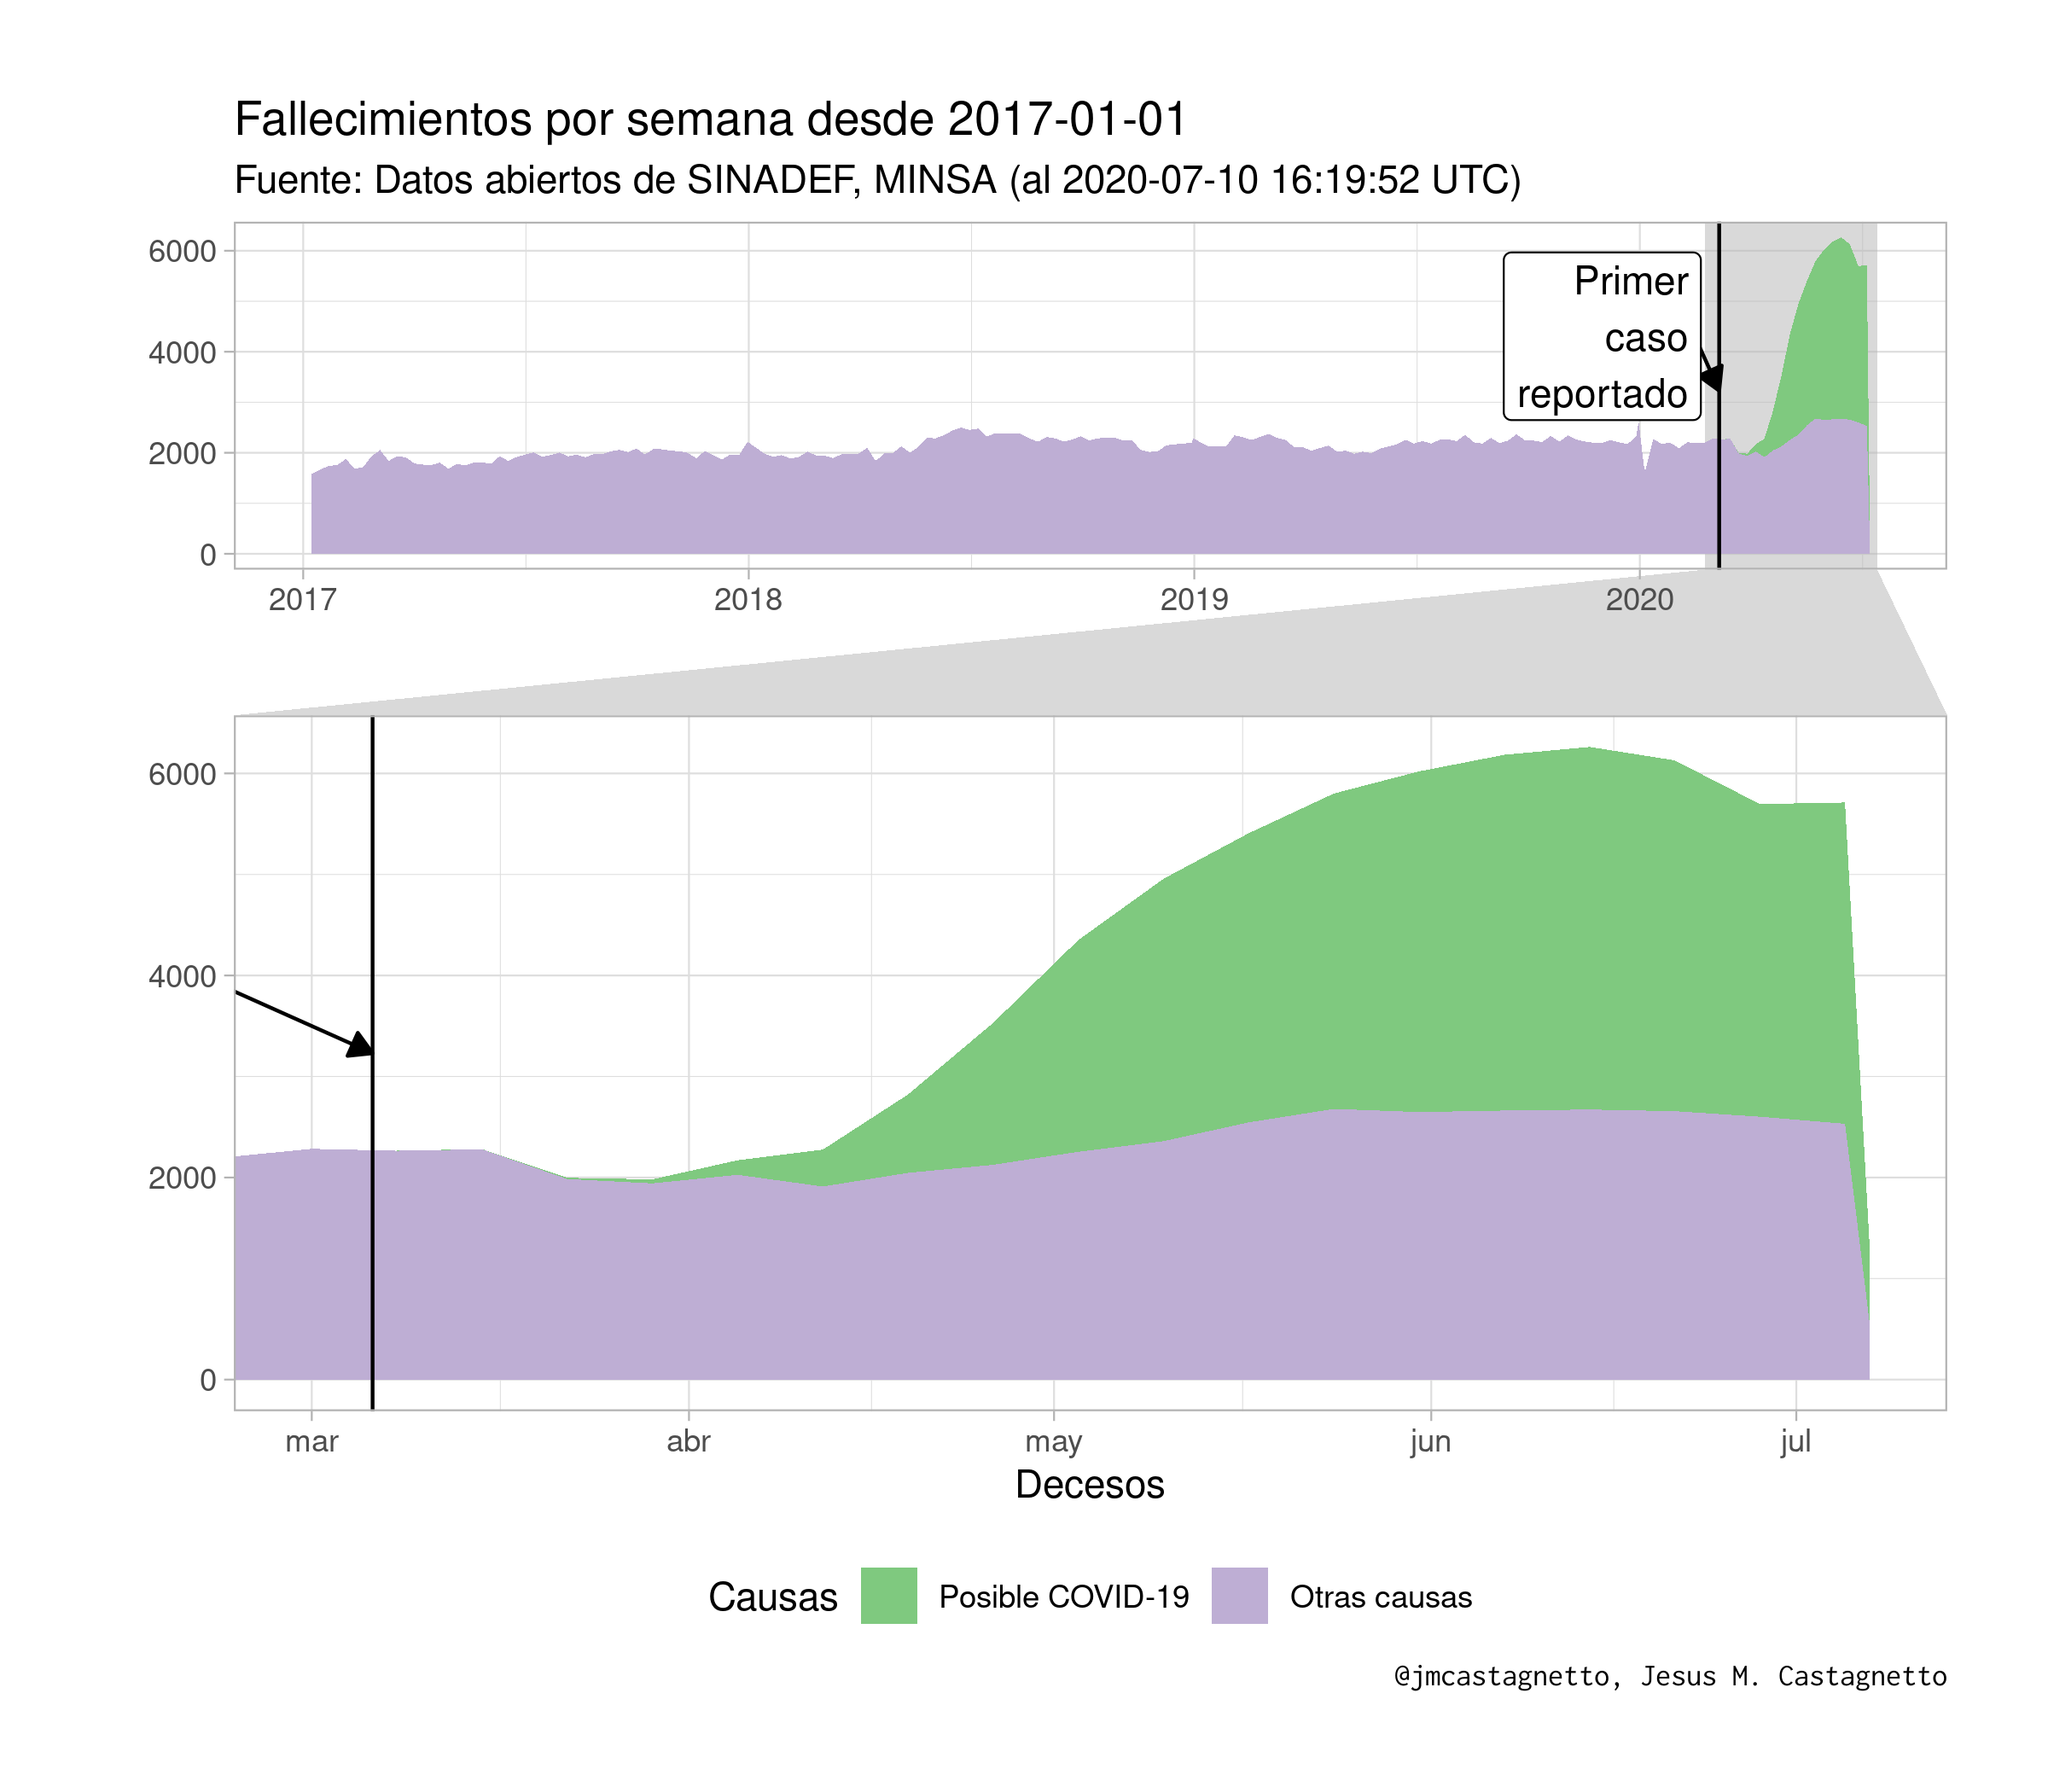 Fallecimientos por semana desde 2017-01-01
Fuente: Datos abiertos de SINADEF, MINSA (al 2020-07-10 16:19:52 UTC)
6000
4000
2000
0
Primer
caso
reportado
2017
2018
2019
2020
6000
4000
2000
0
mar
abr
may
jun
jul
Decesos
Causas
Posible COVID-19
Otras causas
@jmcastagnetto, Jesus M. Castagnetto